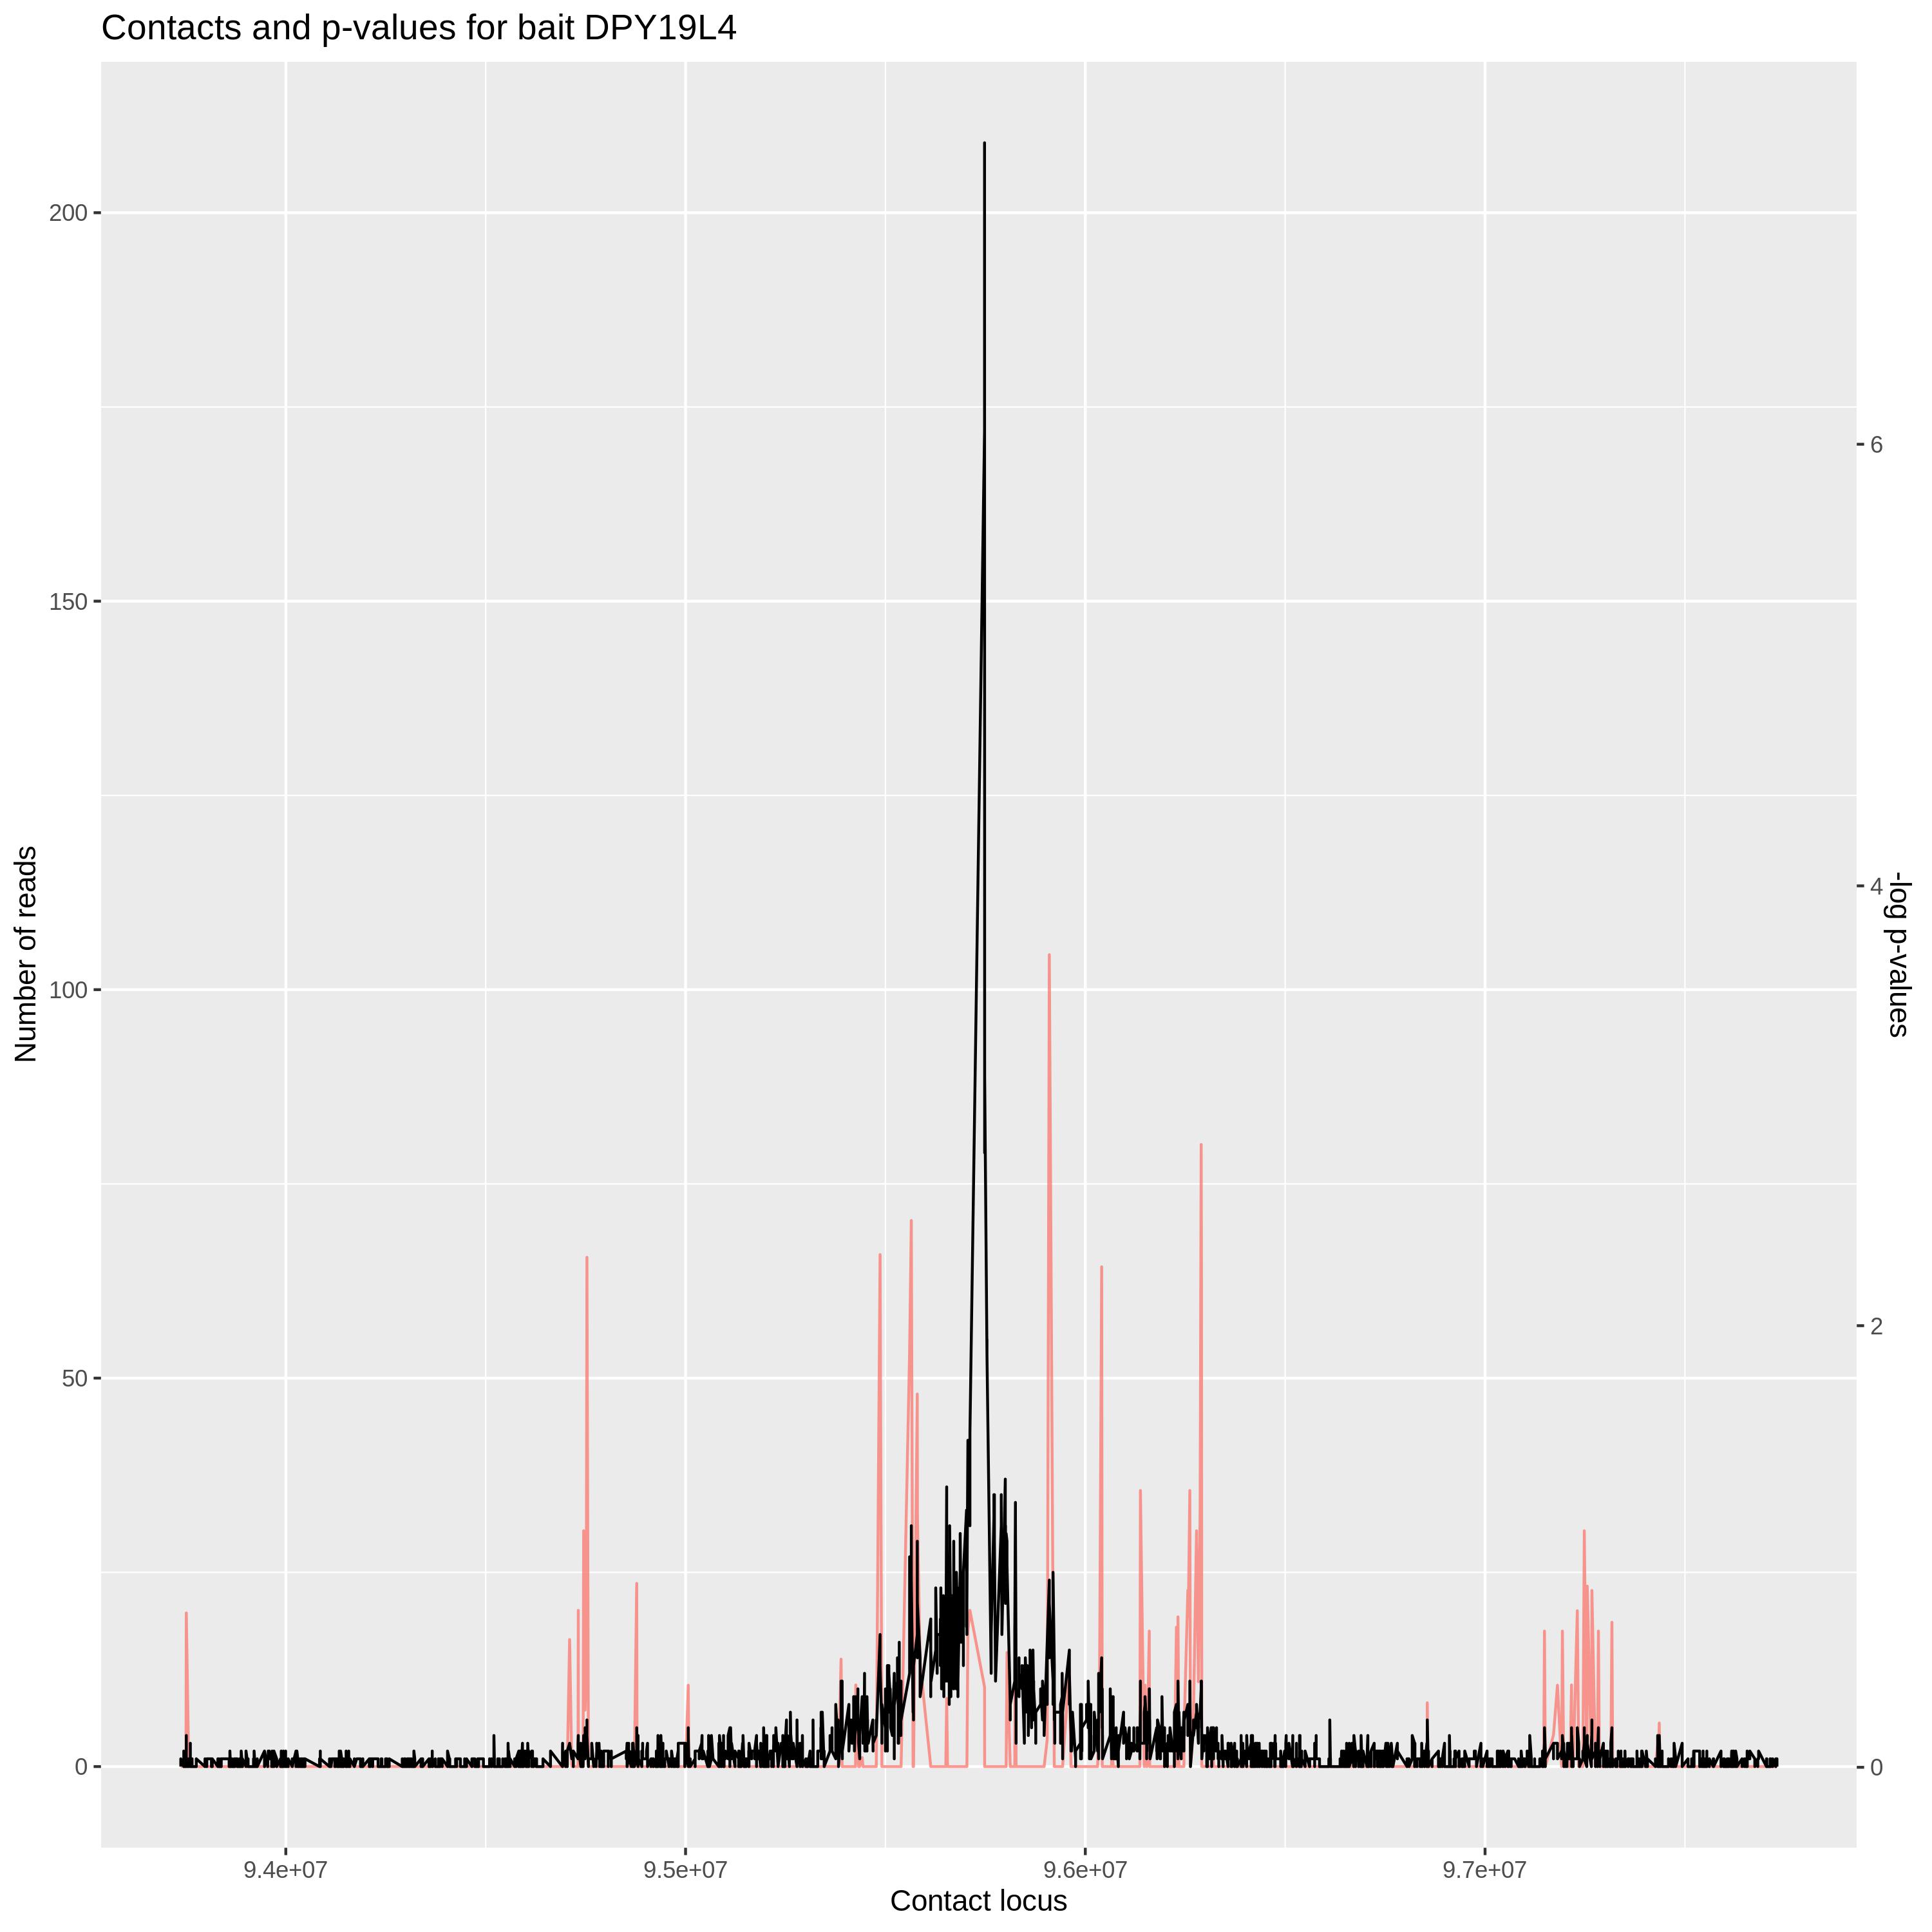 Contacts and p-values for bait DPY19L4
200
150
100
50
0
Number of reads
6
4
2
0
-log p-values
9.4e+07
9.5e+07
9.6e+07
9.7e+07
Contact locus